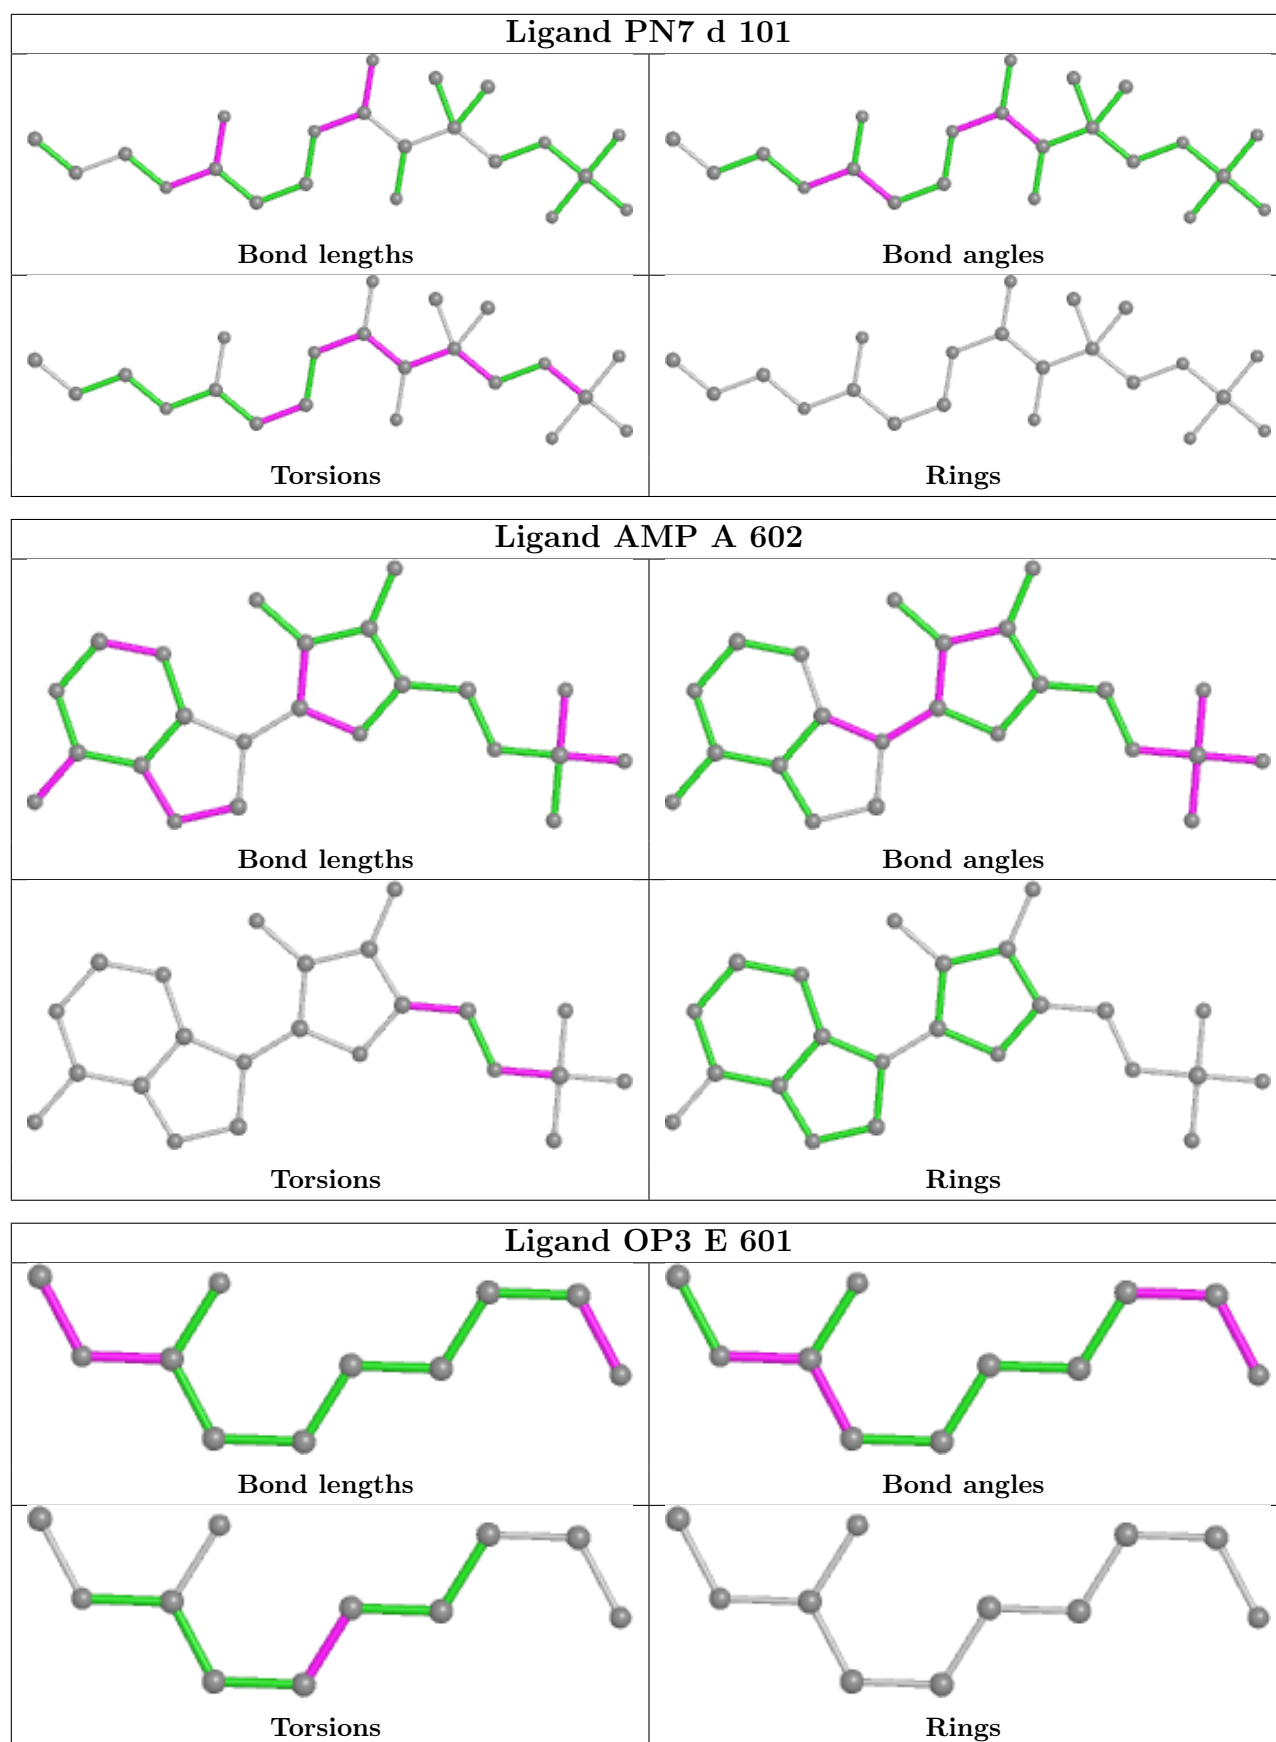 Ligand PN7 d 101
Bond lengths
Bond angles
Torsions
Rings
Ligand AMP A 602
Bond lengths
Bond angles
Torsions
Rings
Ligand OP3 E 601
Bond lengths
Bond angles
Torsions
Rings